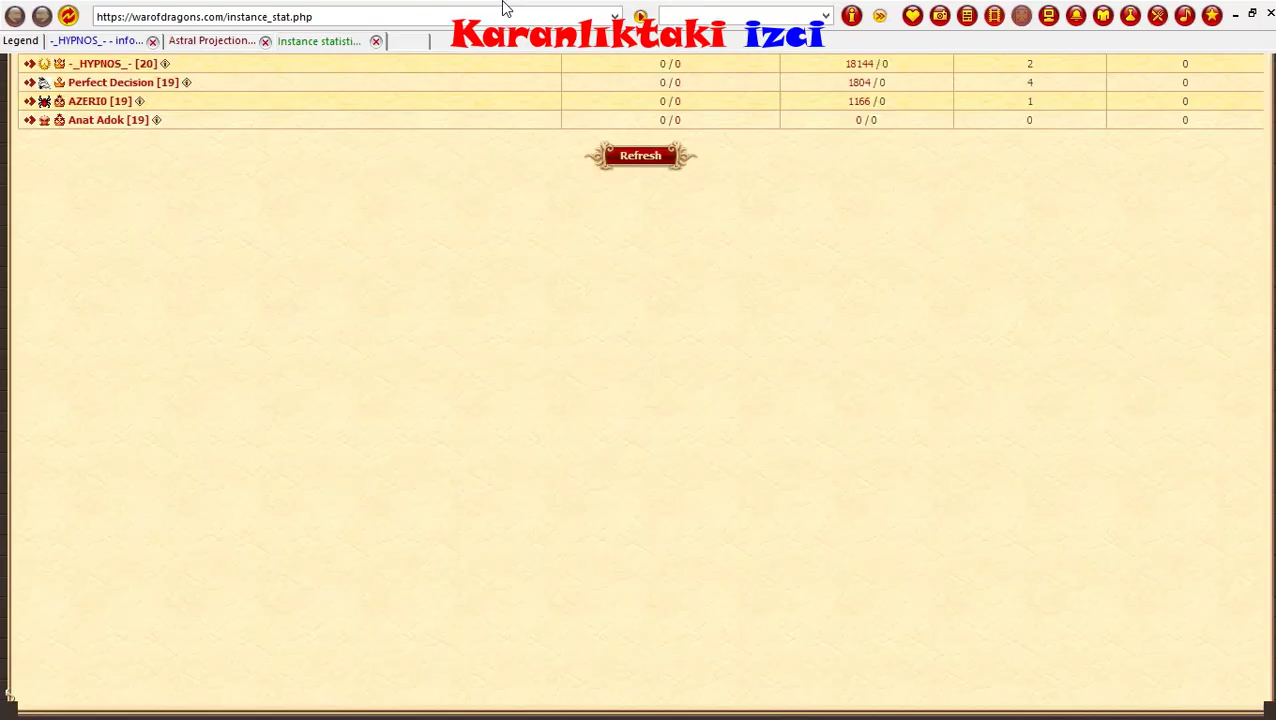 https://warofdragons.com/instance_stat.php
Karanlıktaki izci
Legend -_HYPNOS_- - info... Astral Projection... Instance statisti...
-_HYPNOS_- [20] 0 / 0 18144 / 0 2 0
Perfect Decision [19] 0 / 0 1804 / 0 4 0
AZERI0 [19] 0 / 0 1166 / 0 1 0
Anat Adok [19] 0 / 0 0 / 0 0 0
Refresh